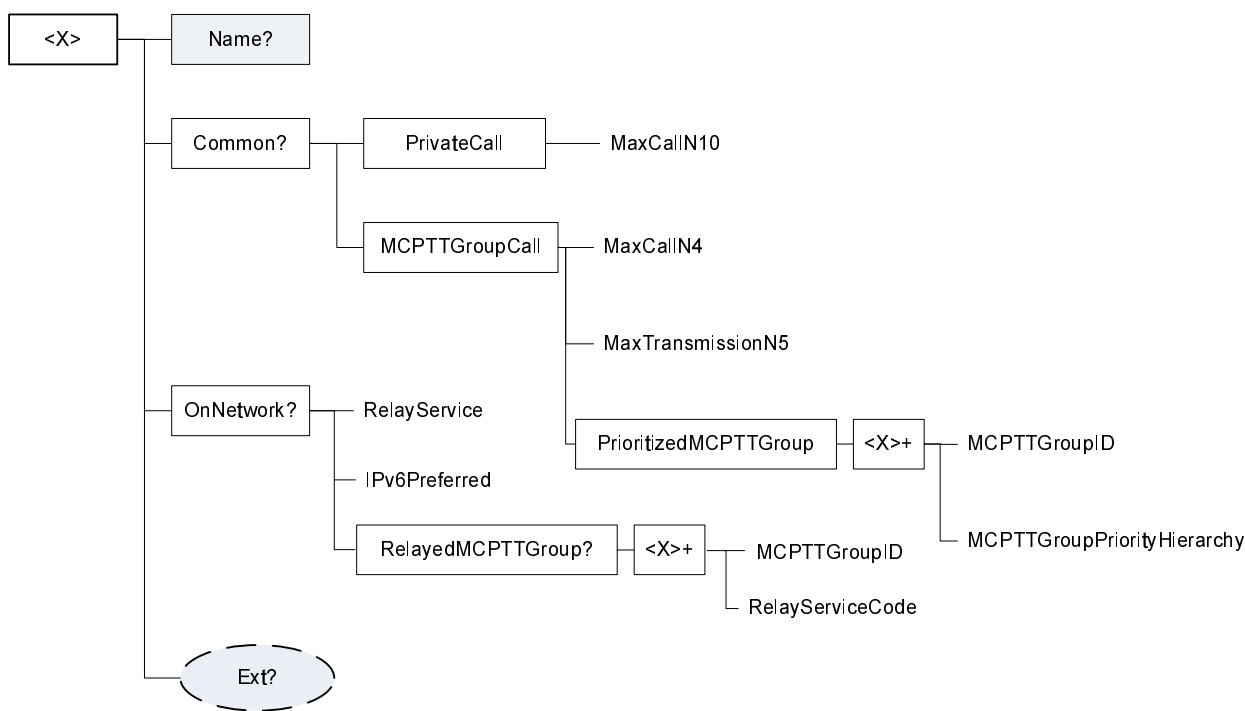 <X>
Name?
Common?
PrivateCall
MaxCallN10
MCPTTGroupCall
MaxCallN4
MaxTransmissionN5
OnNetwork?
RelayService
PrioritizedMCPTTGroup
<X>+
MCPTTGroupID
IPv6Preferred
MCPTTGroupPriorityHierarchy
RelayedMCPTTGroup?
<X>+
MCPTTGroupID
RelayServiceCode
Ext?